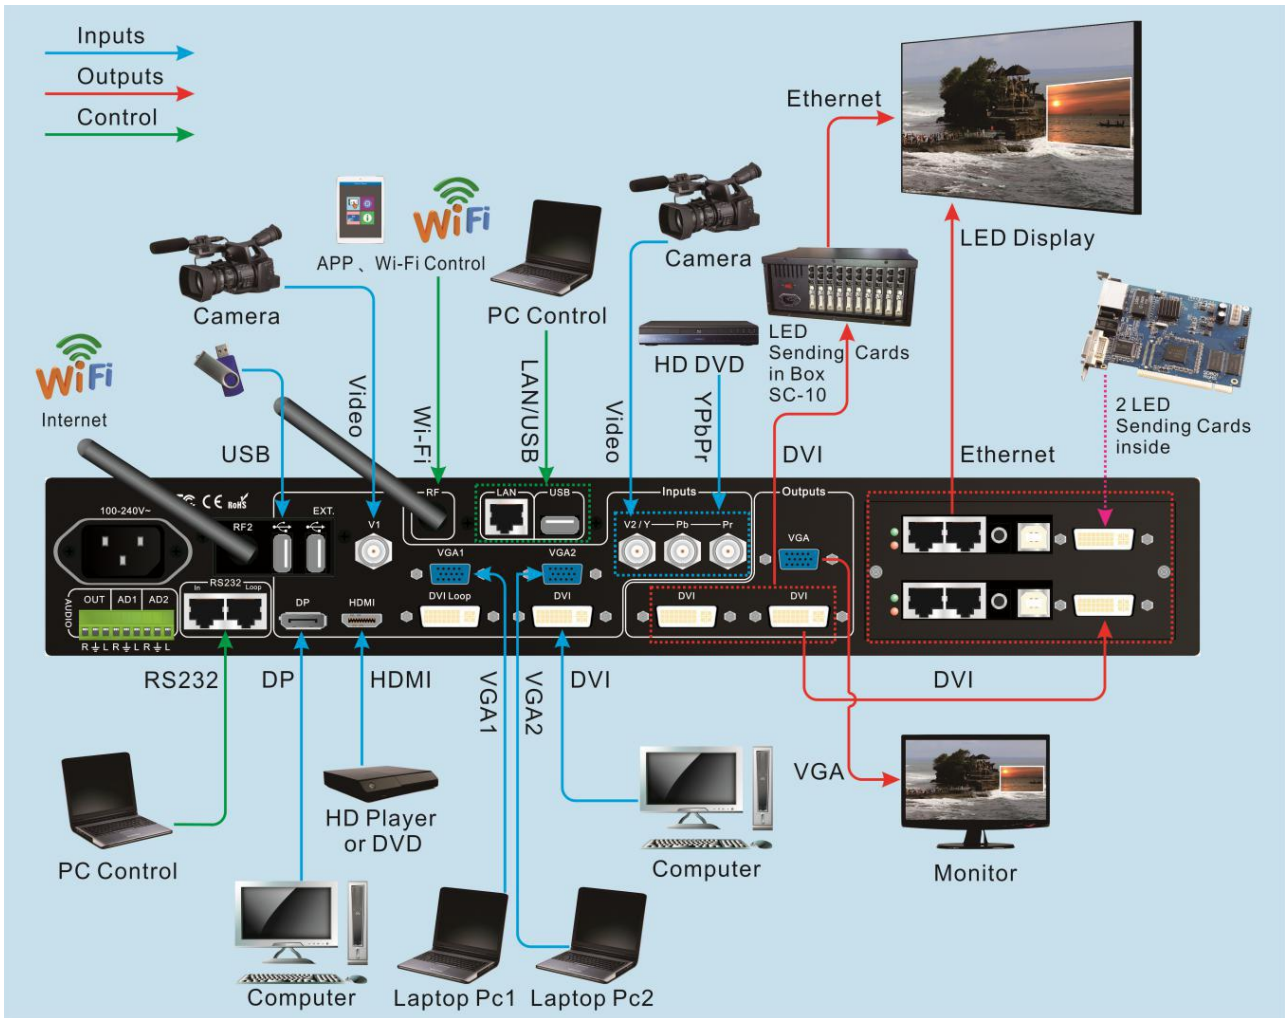 Inputs
Outputs
Control
Ethernet
LED Display
WiFi
APP 、 Wi-Fi Control
Camera
PC Control
Camera
HD DVD
LED
Sending Cards
in Box
SC-10
2 LED
Sending Cards
inside
WiFi
Internet
USB
Video
Wi-Fi
LAN/USB
Video
YPbPr
DVI
Ethernet
CE RoHS
100-240V~
RF2
EXT.
V1
RF
LAN
USB
Inputs
V2 / Y
Pb
Pr
Outputs
VGA
VGA1
VGA2
AUDIO
OUT
AD1
AD2
R L R L R L
RS232
In
Loop
DP
HDMI
DVI Loop
DVI
DVI
DVI
RS232
DP
HDMI
VGA1
VGA2
DVI
DVI
VGA
PC Control
HD Player
or DVD
Computer
Monitor
Computer
Laptop Pc1
Laptop Pc2